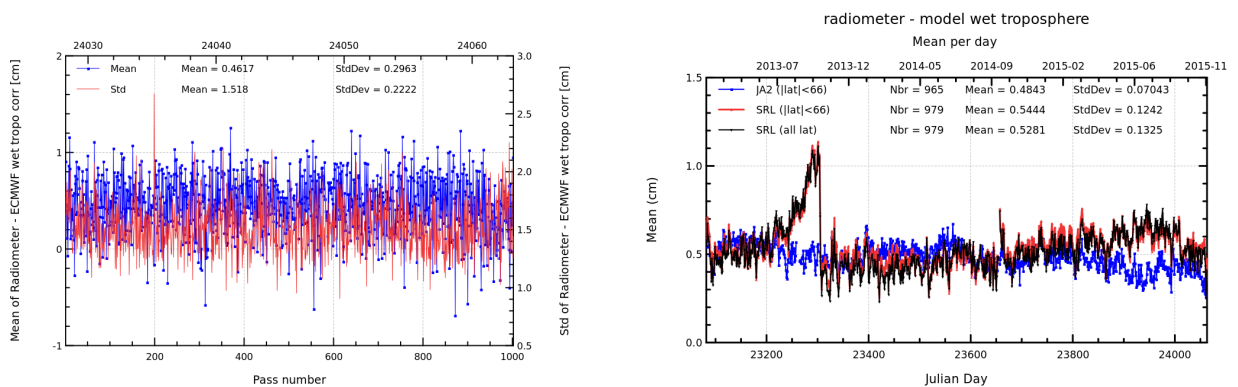 24030 24040 24050 24060
2 1 0 -1
3.0 2.5 2.0 1.5 1.0 0.5
Mean Mean = 0.4617 StdDev = 0.2963
Std Mean = 1.518 StdDev = 0.2222
Mean of Radiometer - ECMWF wet tropo corr [cm]
Std of Radiometer - ECMWF wet tropo corr [cm]
200 400 600 800 1000
Pass number
radiometer - model wet troposphere
Mean per day
2013-07 2013-12 2014-05 2014-09 2015-02 2015-06 2015-11
1.5 1.0 0.5 0.0
JA2 (|lat|<66) Nbr = 965 Mean = 0.4843 StdDev = 0.07043
SRL (|lat|<66) Nbr = 979 Mean = 0.5444 StdDev = 0.1242
SRL (all lat) Nbr = 979 Mean = 0.5281 StdDev = 0.1325
Mean (cm)
23200 23400 23600 23800 24000
Julian Day